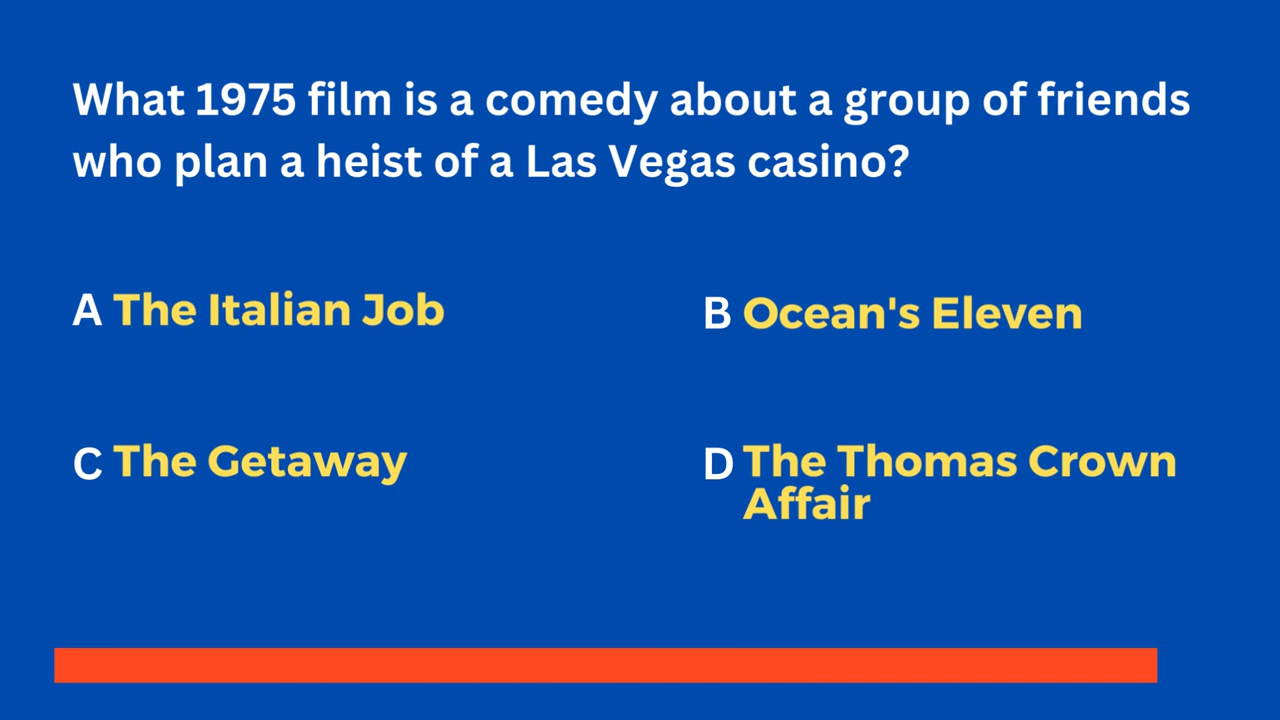 What 1975 film is a comedy about a group of friends
who plan a heist of a Las Vegas casino?
A The Italian Job
B Ocean's Eleven
C The Getaway
D The Thomas Crown
Affair